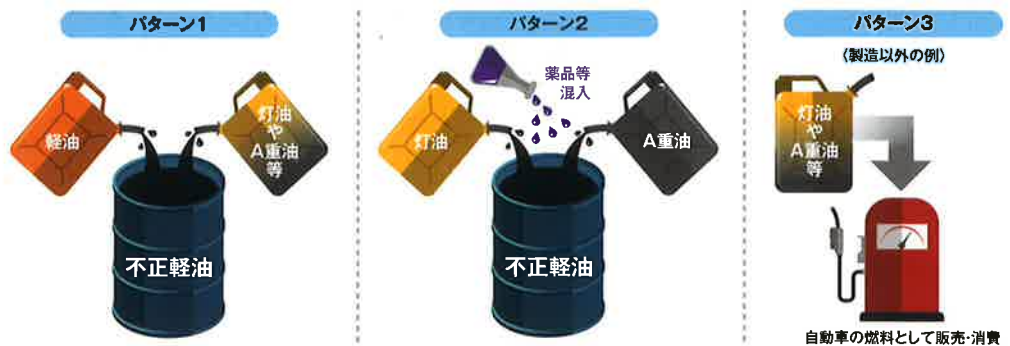 パターン1
軽油
灯油
や
A重油
等
不正軽油
パターン2
薬品等
混入
灯油
A重油
不正軽油
パターン3
〈製造以外の例〉
灯油
や
A重油
等
自動車の燃料として販売・消費